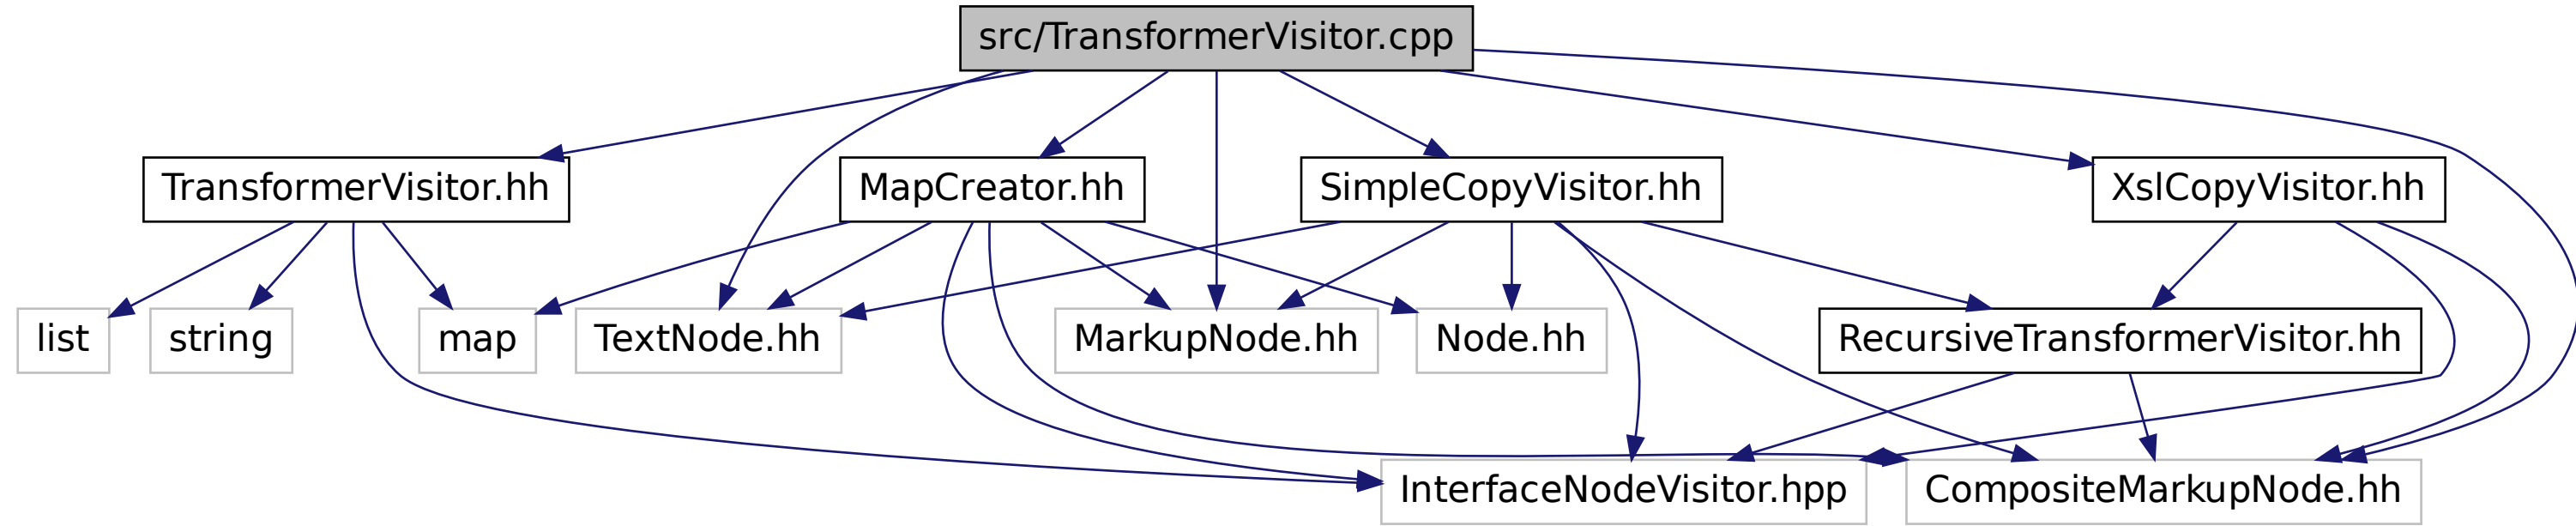 src/TransformerVisitor.cpp
TransformerVisitor.hh
MapCreator.hh
SimpleCopyVisitor.hh
XslCopyVisitor.hh
list
string
map
TextNode.hh
MarkupNode.hh
Node.hh
RecursiveTransformerVisitor.hh
InterfaceNodeVisitor.hpp
CompositeMarkupNode.hh